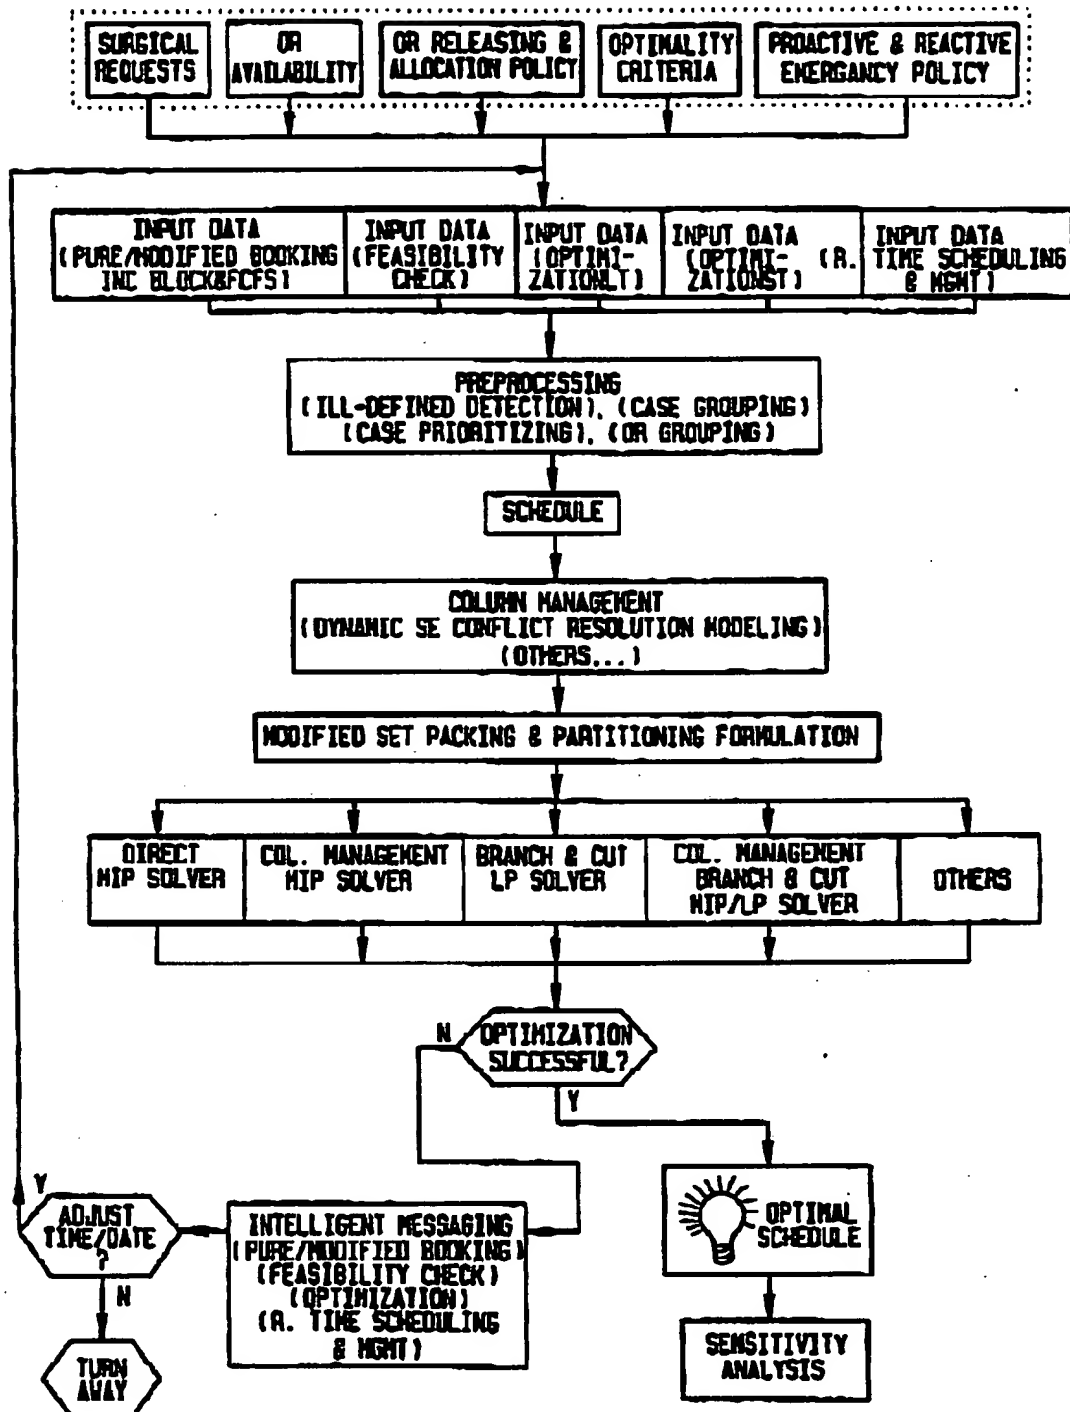 SURGICAL
REQUESTS
OR
AVAILABILITY
OR RELEASING &
ALLOCATION POLICY
OPTIMALITY
CRITERIA
PROACTIVE & REACTIVE
EMERGANCY POLICY
INPUT DATA
(PURE/MODIFIED BOOKING
INC BLOCK&FCFS)
INPUT DATA
(FEASIBILITY
CHECK)
INPUT DATA
(OPTIMI-
ZATIONLT)
INPUT DATA
(OPTIMI-
ZATIONST)
(R.
INPUT DATA
TIME SCHEDULING
& MGMT)
PREPROCESSING
(ILL-DEFINED DETECTION), (CASE GROUPING)
(CASE PRIORITIZING), (OR GROUPING)
SCHEDULE
COLUMN MANAGEMENT
(DYNAMIC SE CONFLICT RESOLUTION MODELING)
(OTHERS...)
MODIFIED SET PACKING & PARTITIONING FORMULATION
DIRECT
MIP SOLVER
COL. MANAGEMENT
MIP SOLVER
BRANCH & CUT
LP SOLVER
COL. MANAGEMENT
BRANCH & CUT
MIP/LP SOLVER
OTHERS
N
OPTIMIZATION
SUCCESSFUL?
Y
Y
ADJUST
TIME/DATE
?
N
TURN
AWAY
INTELLIGENT MESSAGING
(PURE/MODIFIED BOOKING)
(FEASIBILITY CHECK)
(OPTIMIZATION)
(R. TIME SCHEDULING
& MGMT)
OPTIMAL
SCHEDULE
SENSITIVITY
ANALYSIS